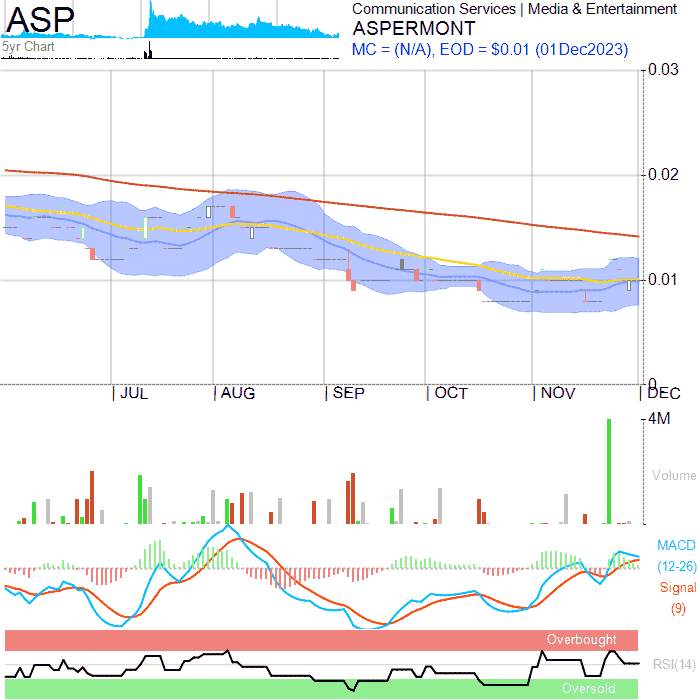 ASP
5yr Chart
Communication Services | Media & Entertainment
ASPERMONT
MC = (N/A), EOD = $0.01 (01Dec2023)
0.03
0.02
0.01
0
JUL AUG SEP OCT NOV DEC
4M
Volume
MACD
(12-26)
Signal
(9)
Overbought
RSI(14)
Oversold